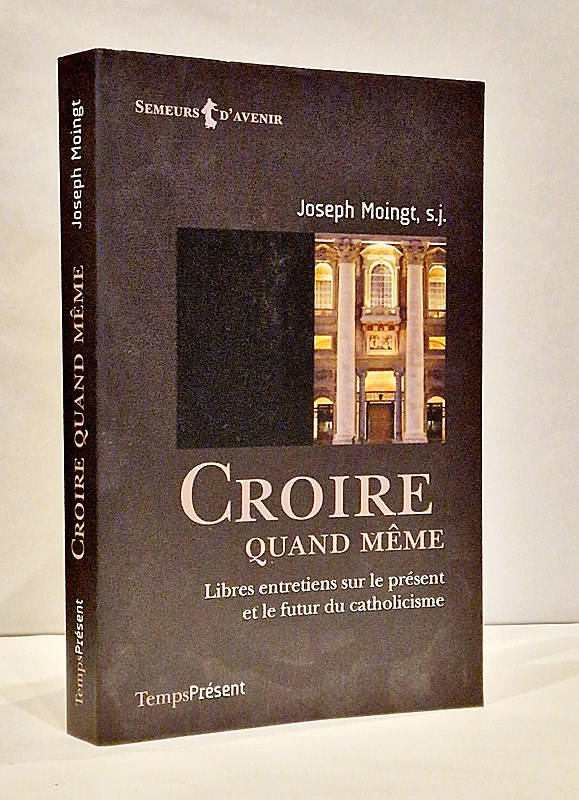 SEMEURS D'AVENIR
Joseph Moingt, s.j.
CROIRE
QUAND MÊME
Libres entretiens sur le présent
et le futur du catholicisme
TempsPrésent
Joseph Moingt
CROIRE QUAND MÊME
TempsPrésent